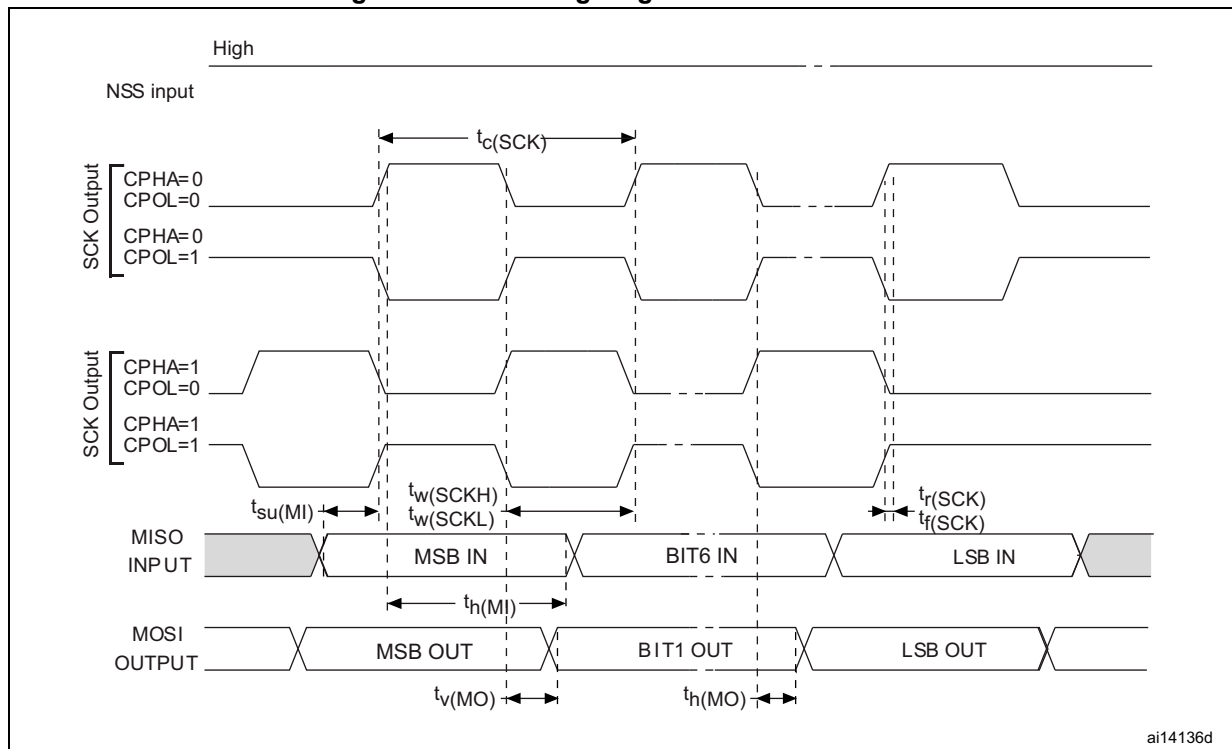 High
NSS input
tc(SCK)
SCK Output
CPHA=0
CPOL=0
CPHA=0
CPOL=1
SCK Output
CPHA=1
CPOL=0
CPHA=1
CPOL=1
tsu(MI)
tw(SCKH)
tw(SCKL)
tr(SCK)
tf(SCK)
MISO
INPUT
MSB IN
BIT6 IN
LSB IN
th(MI)
MOSI
OUTPUT
MSB OUT
BIT1 OUT
LSB OUT
tv(MO)
th(MO)
ai14136d